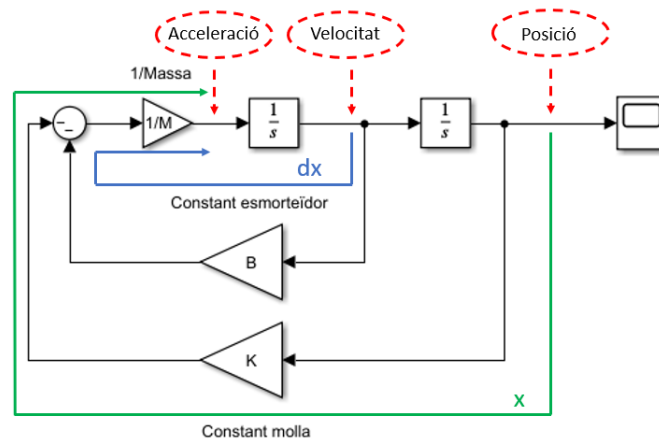 Acceleració
Velocitat
Posició
1/Massa
1/M
1/s
1/s
dx
Constant esmorteïdor
B
K
x
Constant molla